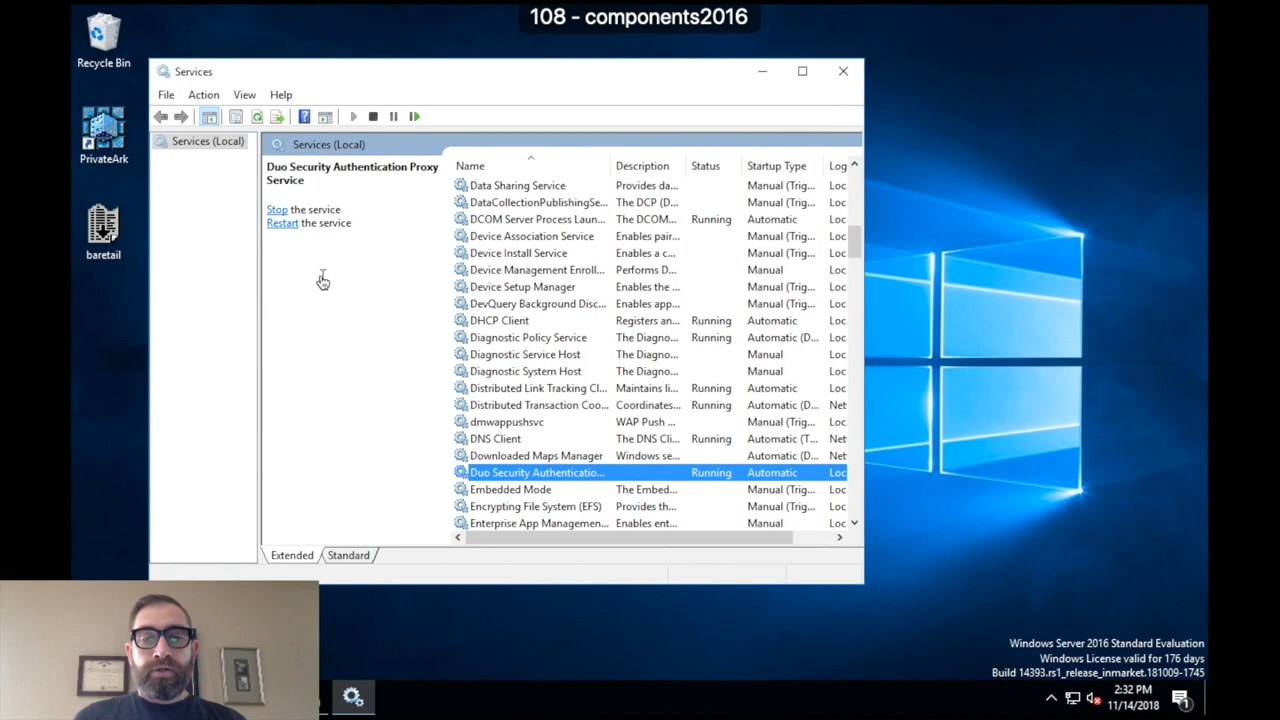 108 - components2016
Recycle Bin
PrivateArk
baretail
Services
File Action View Help
Services (Local)
Services (Local)
Duo Security Authentication Proxy
Service
Stop the service
Restart the service
Name Description Status Startup Type Log
Data Sharing Service Provides da... Manual (Trig... Loc
DataCollectionPublishingSe... The DCP (D... Manual (Trig... Loc
DCOM Server Process Laun... The DCOM... Running Automatic Loc
Device Association Service Enables pair... Manual (Trig... Loc
Device Install Service Enables a c... Manual (Trig... Loc
Device Management Enroll... Performs D... Manual Loc
Device Setup Manager Enables the ... Manual (Trig... Loc
DevQuery Background Disc... Enables app... Manual (Trig... Loc
DHCP Client Registers an... Running Automatic Loc
Diagnostic Policy Service The Diagno... Running Automatic (D... Loc
Diagnostic Service Host The Diagno... Manual Loc
Diagnostic System Host The Diagno... Manual Loc
Distributed Link Tracking Cl... Maintains li... Running Automatic Loc
Distributed Transaction Coo... Coordinates... Running Automatic (D... Net
dmwappushsvc WAP Push ... Manual (Trig... Loc
DNS Client The DNS Cli... Running Automatic (T... Net
Downloaded Maps Manager Windows se... Automatic (D... Net
Duo Security Authenticatio... Running Automatic Loc
Embedded Mode The Embed... Manual (Trig... Loc
Encrypting File System (EFS) Provides th... Manual (Trig... Loc
Enterprise App Managemen... Enables ent... Manual Loc
Extended Standard
Windows Server 2016 Standard Evaluation
Windows License valid for 176 days
Build 14393.rs1_release_inmarket.181009-1745
2:32 PM
11/14/2018
1